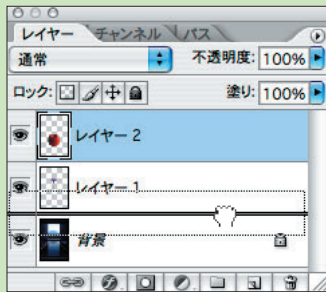 レイヤー チャンネル パス
通常 不透明度: 100%
ロック: 塗り: 100%
レイヤー 2
レイヤー 1
背景